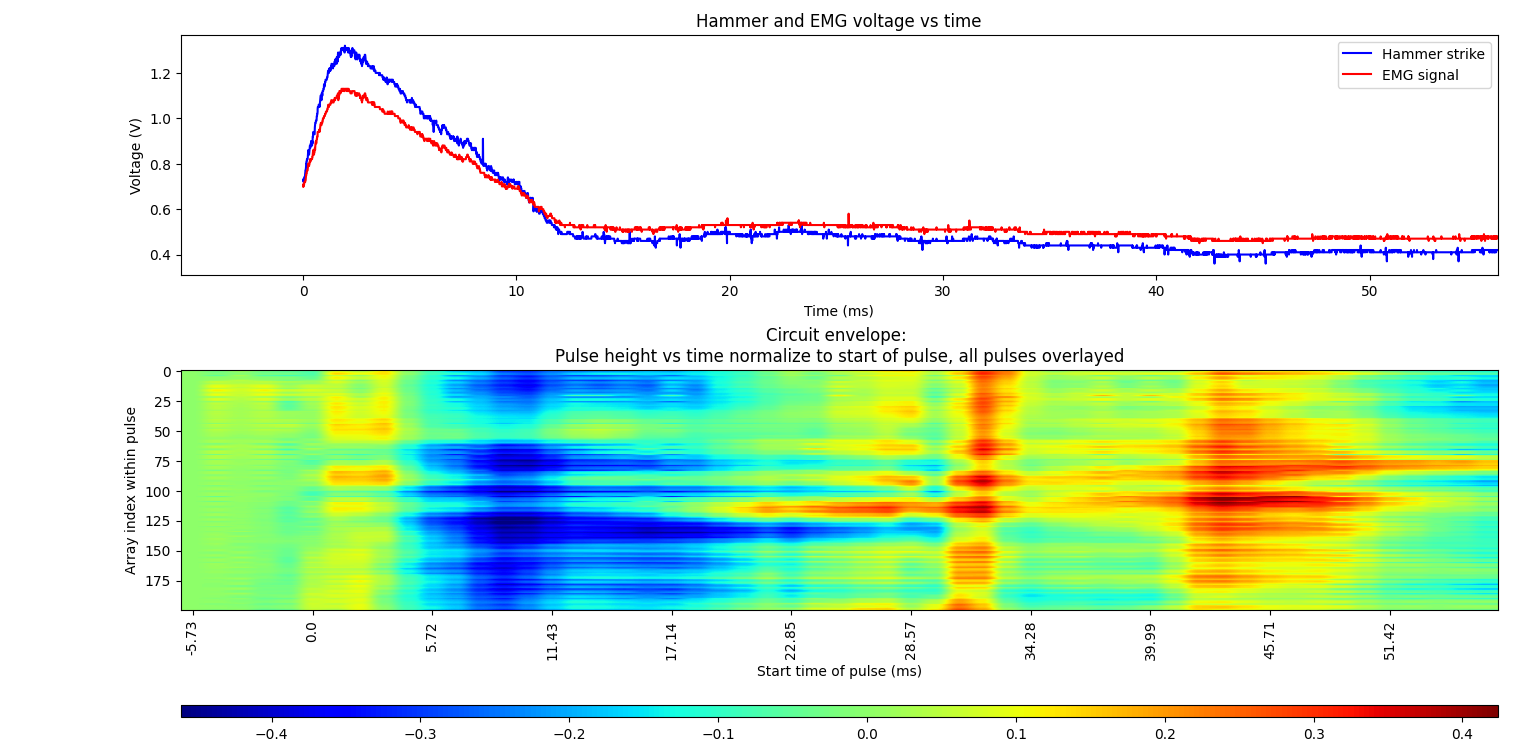 Hammer and EMG voltage vs time
Hammer strike
EMG signal
Voltage (V)
1.2
1.0
0.8
0.6
0.4
0 10 20 30 40 50
Time (ms)
Circuit envelope:
Pulse height vs time normalize to start of pulse, all pulses overlayed
Array index within pulse
0
25
50
75
100
125
150
175
-5.73 0.0 5.72 11.43 17.14 22.85 28.57 34.28 39.99 45.71 51.42
Start time of pulse (ms)
−0.4 −0.3 −0.2 −0.1 0.0 0.1 0.2 0.3 0.4